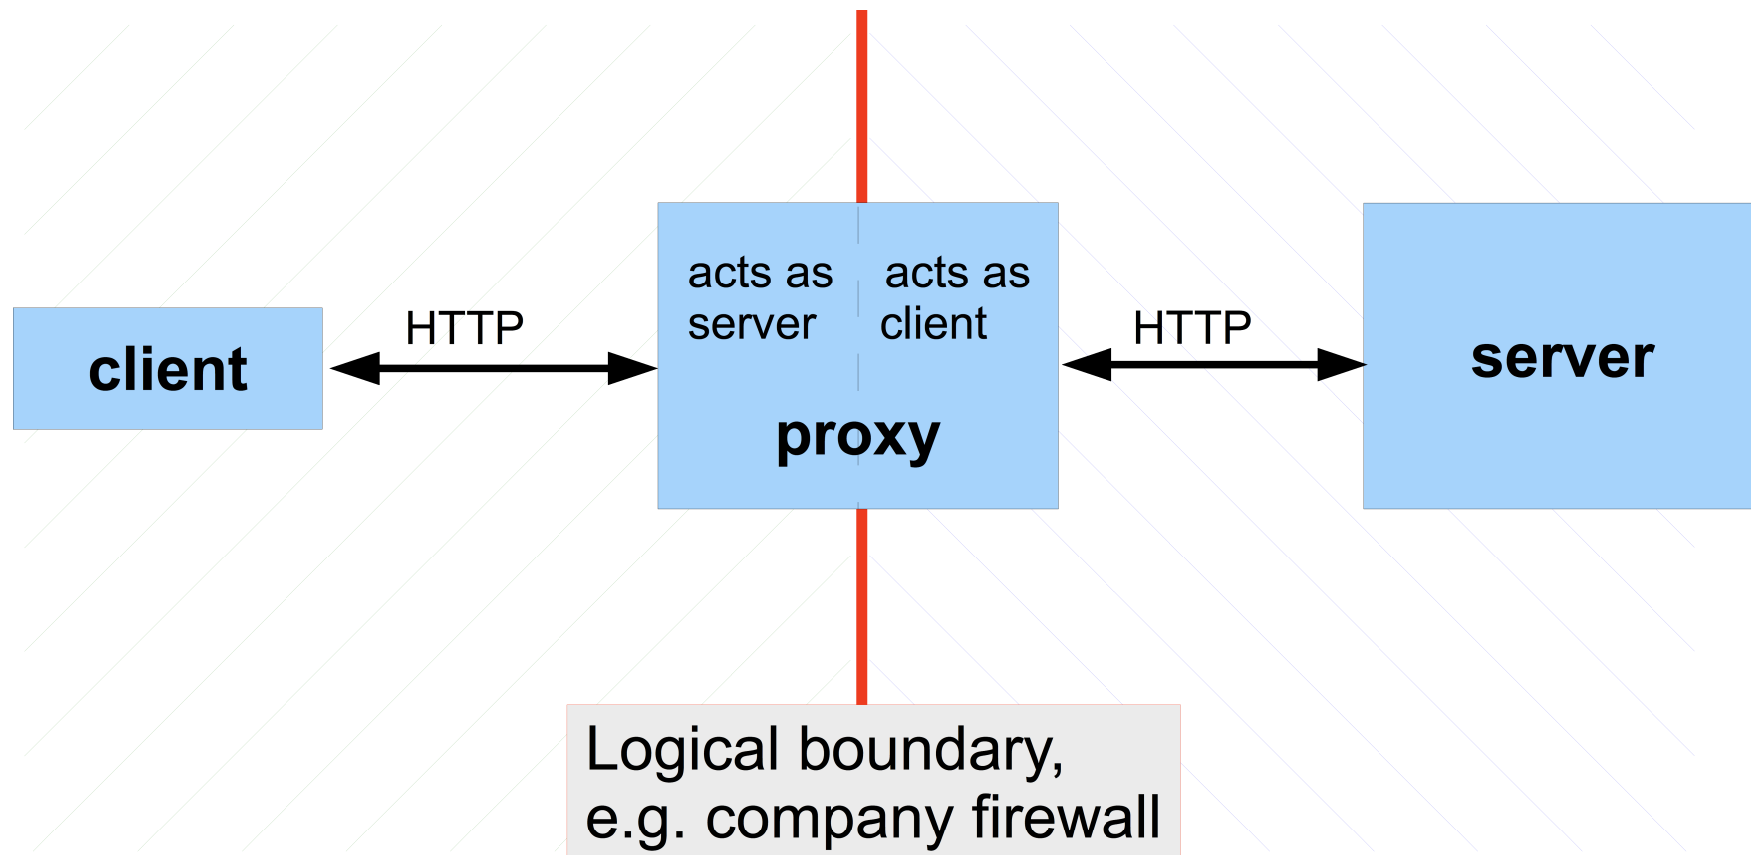 acts as
server
acts as
client
HTTP
HTTP
client
server
proxy
Logical boundary,
e.g. company firewall